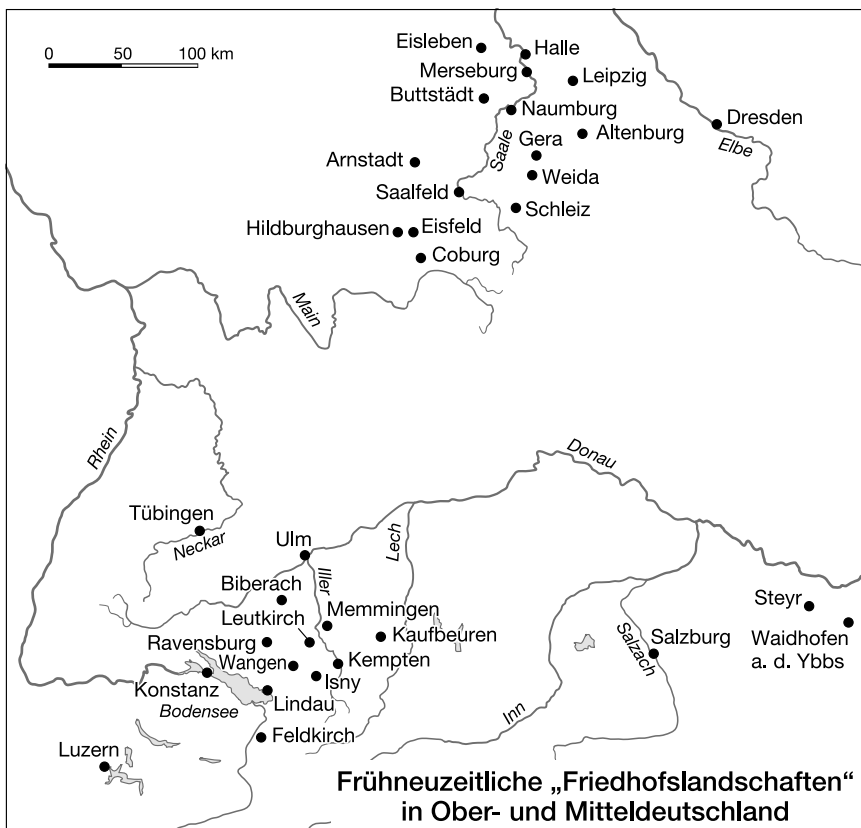 0 50 100 km
Eisleben
Halle
Merseburg
Leipzig
Buttstädt
Naumburg
Dresden
Altenburg
Elbe
Gera
Saale
Arnstadt
Weida
Saalfeld
Schleiz
Hildburghausen
Eisfeld
Coburg
Main
Rhein
Donau
Tübingen
Neckar
Ulm
Lech
Iller
Biberach
Memmingen
Leutkirch
Kaufbeuren
Ravensburg
Wangen
Kempten
Isny
Konstanz
Bodensee
Lindau
Feldkirch
Luzern
Inn
Salzach
Salzburg
Steyr
Waidhofen
a. d. Ybbs
Frühneuzeitliche „Friedhofslandschaften“
in Ober- und Mitteldeutschland